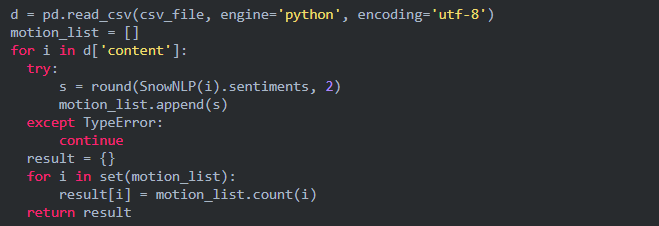 d = pd.read_csv(csv_file, engine='python', encoding='utf-8')
motion_list = []
for i in d['content']:
  try:
      s = round(SnowNLP(i).sentiments, 2)
      motion_list.append(s)
  except TypeError:
      continue
  result = {}
  for i in set(motion_list):
      result[i] = motion_list.count(i)
  return result